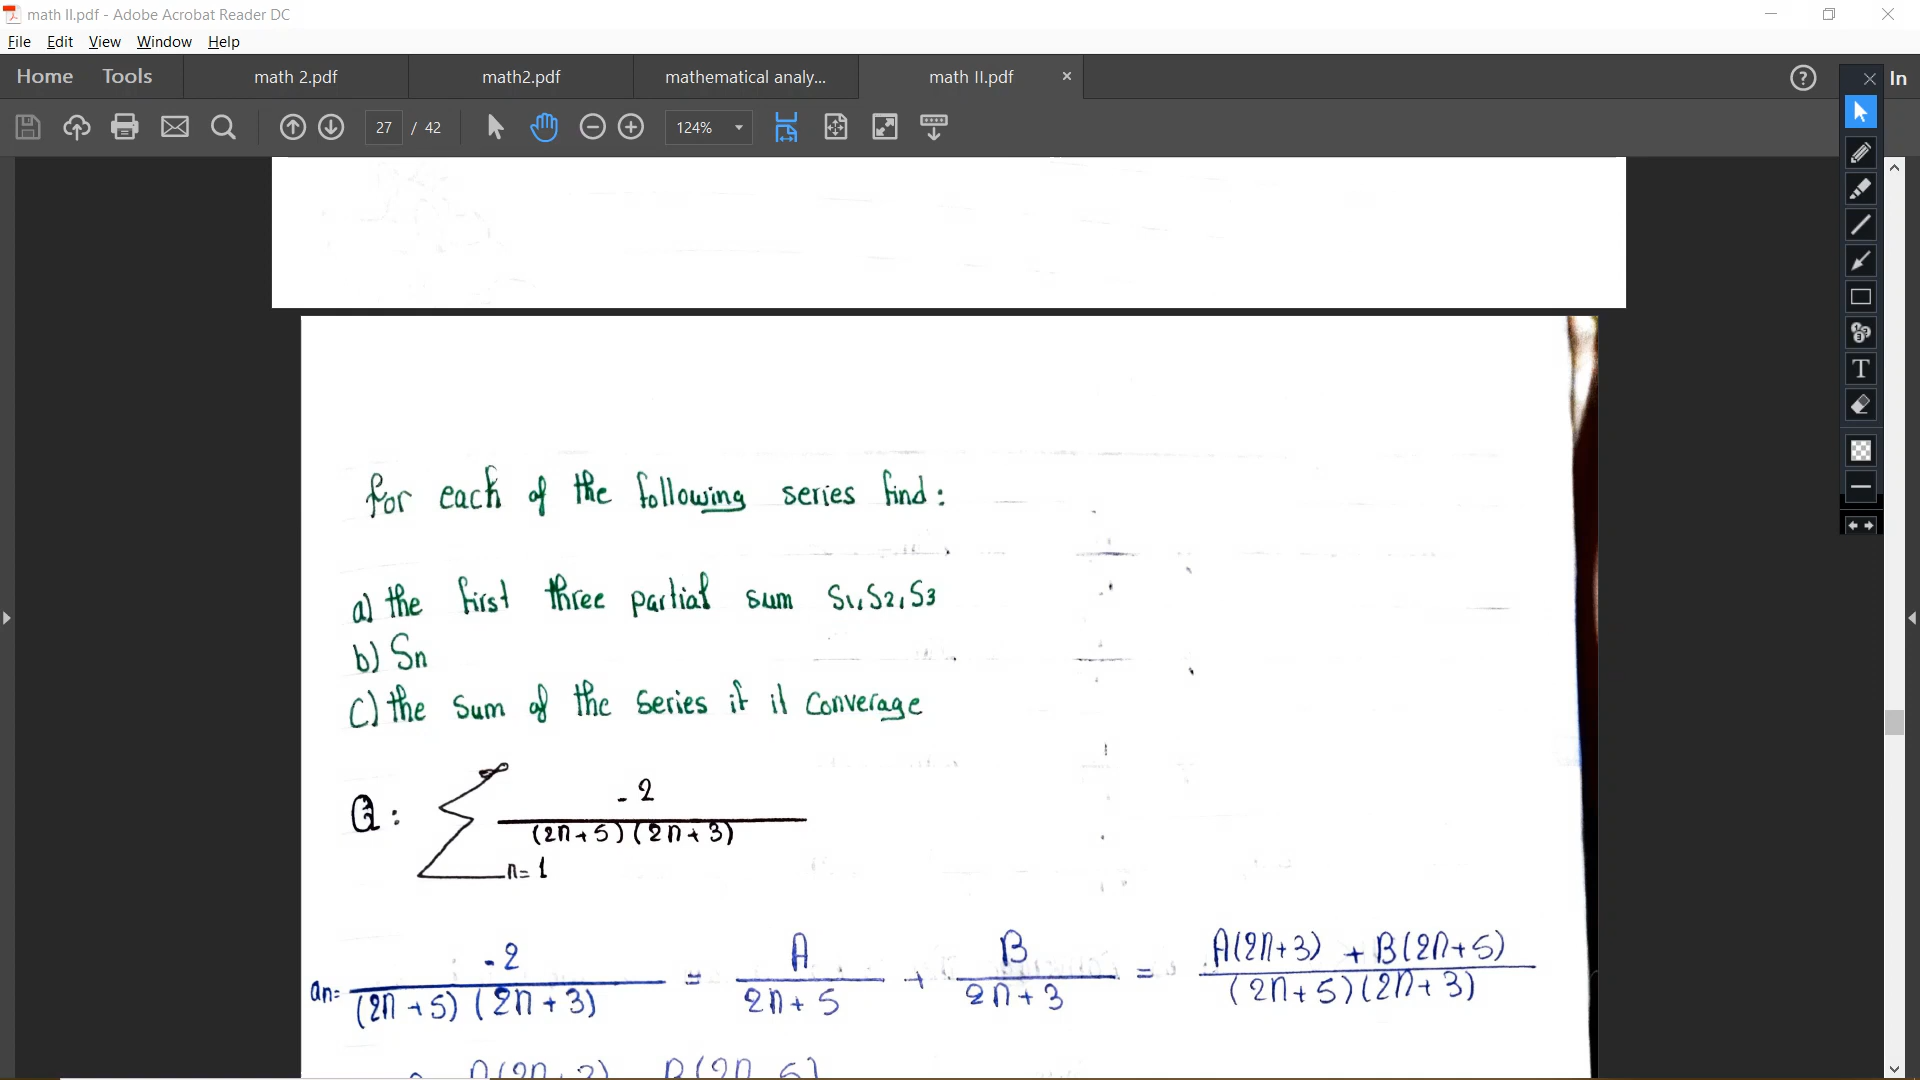 math II.pdf - Adobe Acrobat Reader DC
File Edit View Window Help
Home Tools math 2.pdf math2.pdf mathematical analy... math II.pdf × In
27 / 42 124%
for each of the following series find:
a) the first three partial sum S1,S2,S3
b) Sn
C) the sum of the series if it converage
Q: ∞
-2
(2n+5)(2n+3)
n=1
an= -2 / (2n+5)(2n+3) = A / 2n+5 + B / 2n+3 = A(2n+3) + B(2n+5) / (2n+5)(2n+3)